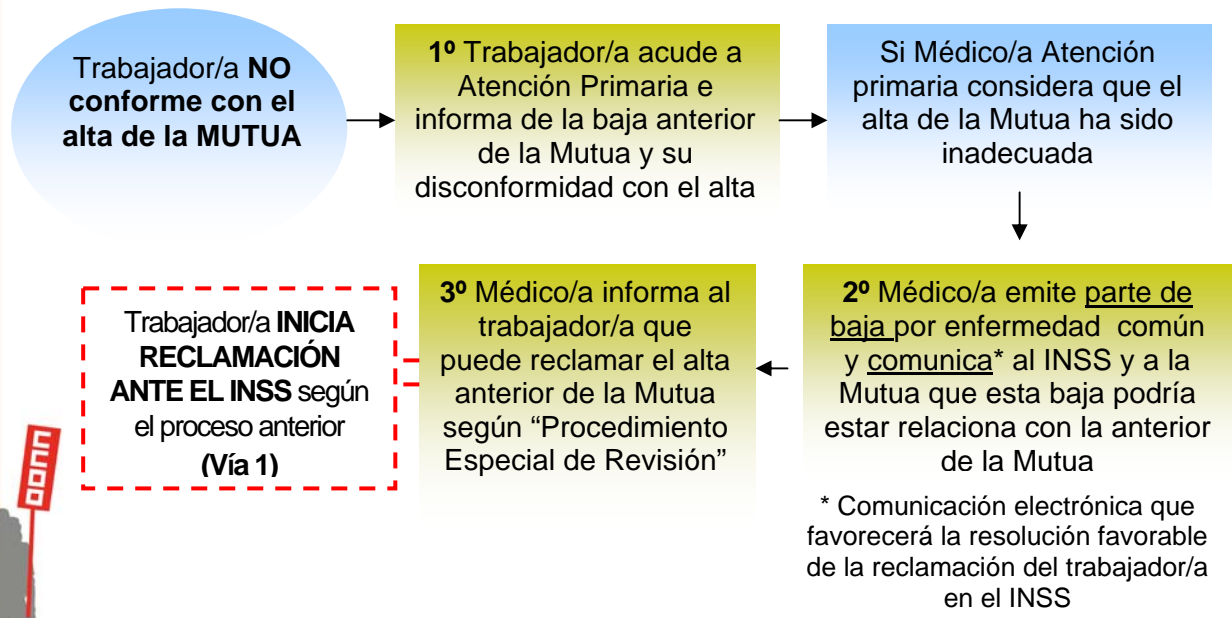 Trabajador/a NO
conforme con el
alta de la MUTUA
1º Trabajador/a acude a
Atención Primaria e
informa de la baja anterior
de la Mutua y su
disconformidad con el alta
Si Médico/a Atención
primaria considera que el
alta de la Mutua ha sido
inadecuada
2º Médico/a emite parte de
baja por enfermedad común
y comunica* al INSS y a la
Mutua que esta baja podría
estar relaciona con la anterior
de la Mutua
* Comunicación electrónica que
favorecerá la resolución favorable
de la reclamación del trabajador/a
en el INSS
3º Médico/a informa al
trabajador/a que
puede reclamar el alta
anterior de la Mutua
según “Procedimiento
Especial de Revisión”
Trabajador/a INICIA
RECLAMACIÓN
ANTE EL INSS según
el proceso anterior
(Vía 1)
CCOO